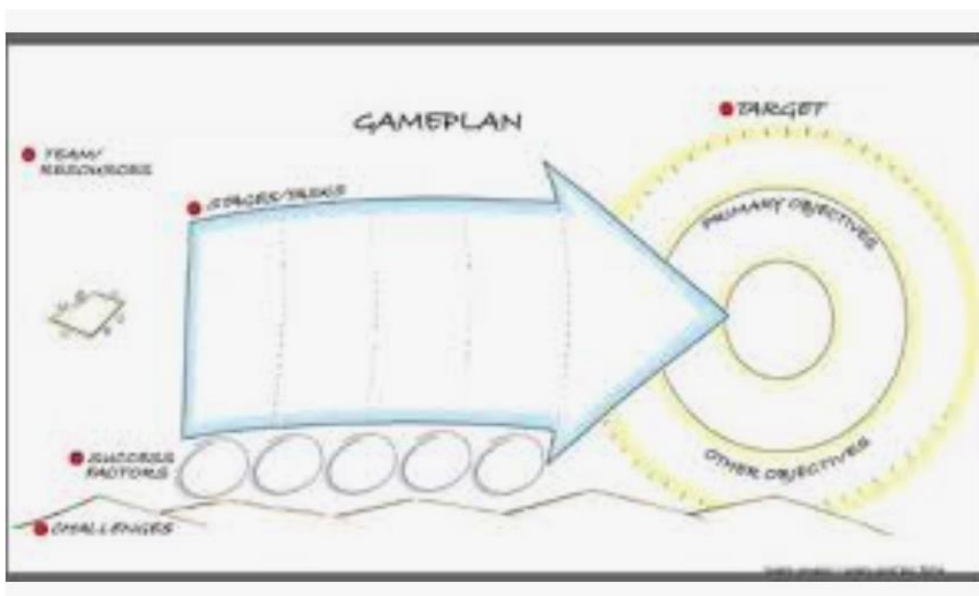 GAMEPLAN
TARGET
TEAM/
RESOURCES
STAGES/TASKS
PRIMARY OBJECTIVES
SUCCESS
FACTORS
OTHER OBJECTIVES
CHALLENGES